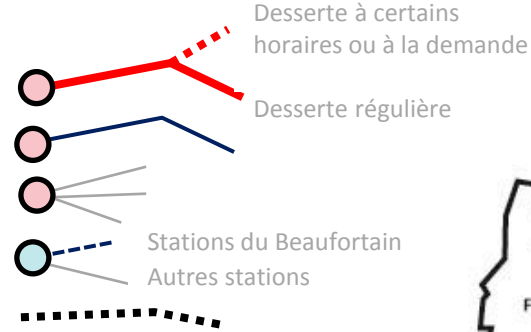 Desserte à certains
horaires ou à la demande
Desserte régulière
Stations du Beaufortain
Autres stations
F